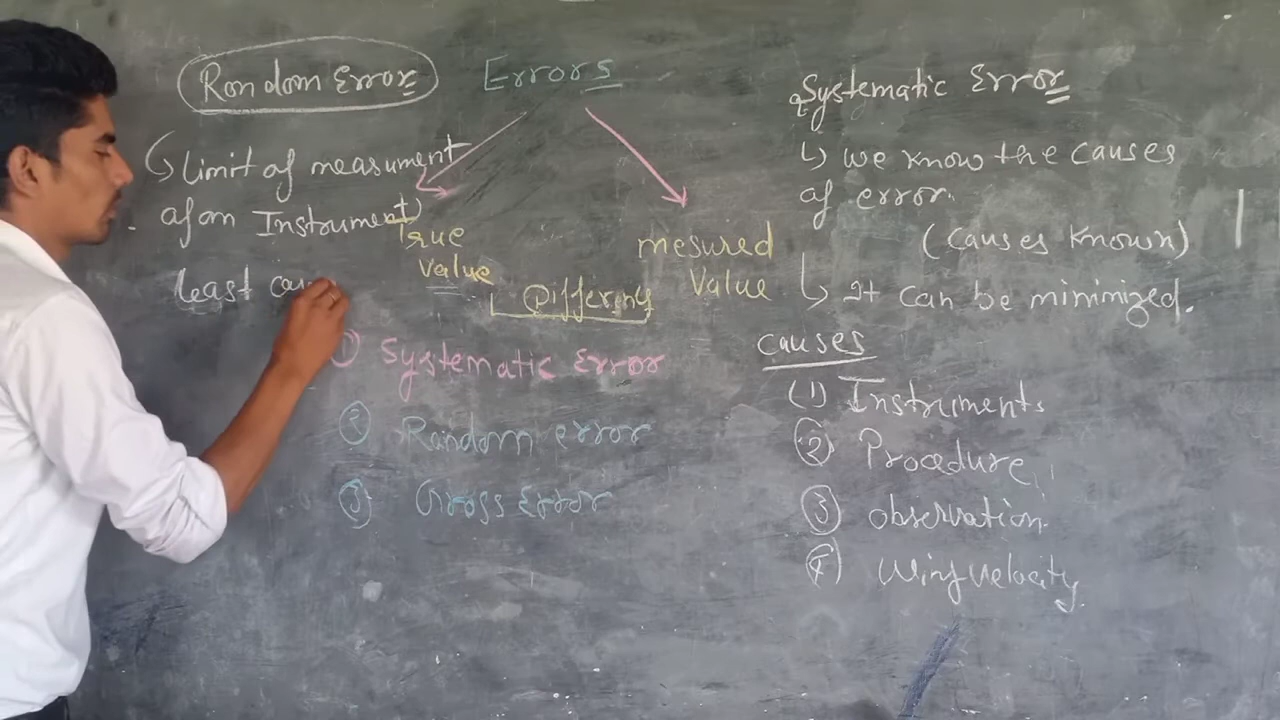 Random Error
↳ limit of measument
of an Instrument
least cou
Errors
True
Value
mesured
Value
Differing
① Systematic Error
② Random error
③ Gross Error
Systematic Error
↳ we know the causes
of error.
(causes known)
↳ It can be minimized.
causes
(1) Instruments
② Procedure
③ observation
④ velocity